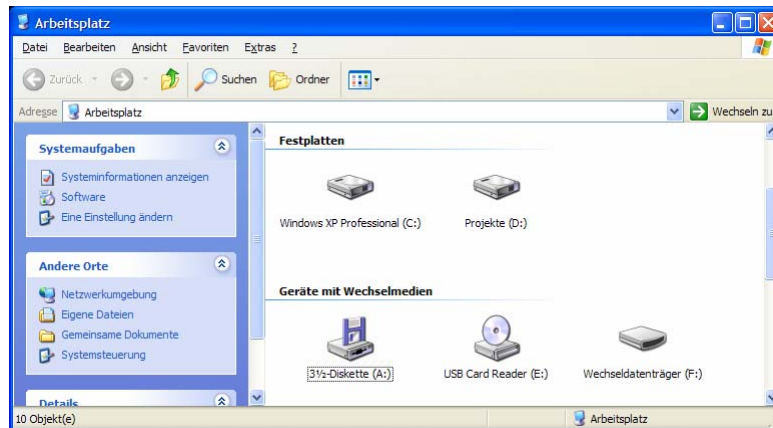 Arbeitsplatz
Datei Bearbeiten Ansicht Favoriten Extras ?
Zurück Suchen Ordner
Adresse Arbeitsplatz Wechseln zu
Systemaufgaben
Systeminformationen anzeigen
Software
Eine Einstellung ändern
Andere Orte
Netzwerkumgebung
Eigene Dateien
Gemeinsame Dokumente
Systemsteuerung
Details
Festplatten
Windows XP Professional (C:) Projekte (D:)
Geräte mit Wechselmedien
3½-Diskette (A:) USB Card Reader (E:) Wechseldatenträger (F:)
10 Objekt(e) Arbeitsplatz